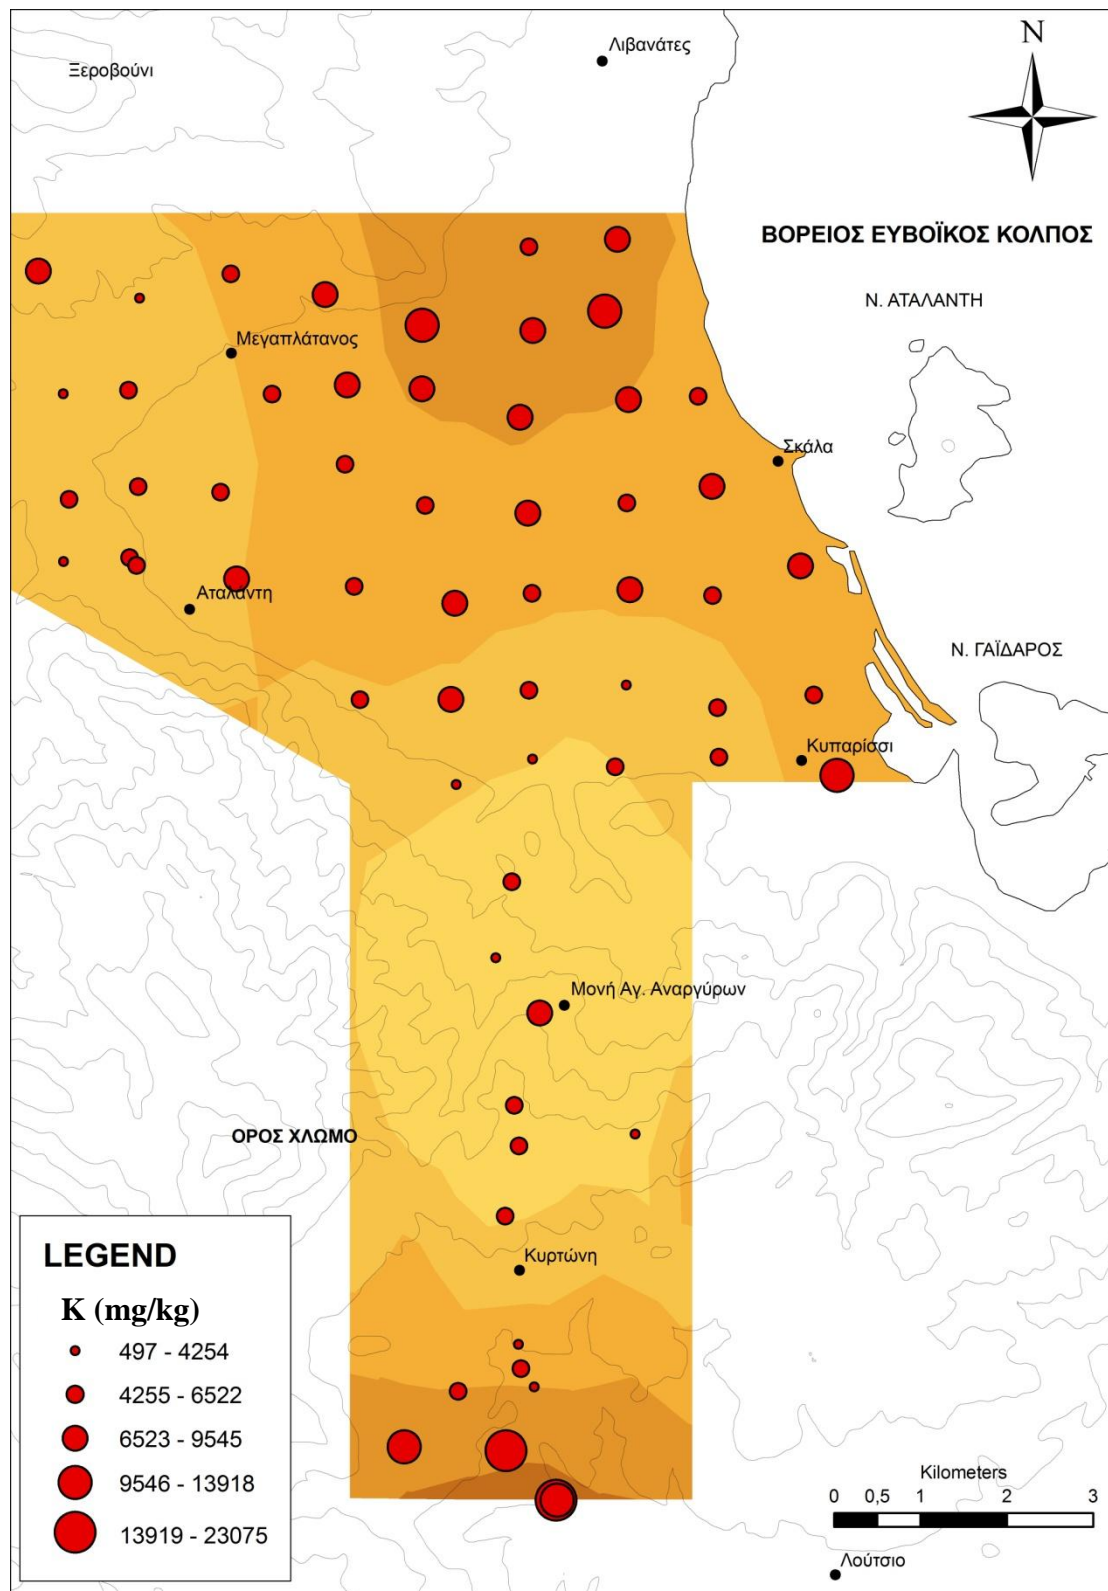 Λιβανάτες
N
Ξεροβούνι
ΒΟΡΕΙΟΣ ΕΥΒΟΪΚΟΣ ΚΟΛΠΟΣ
Ν. ΑΤΑΛΑΝΤΗ
Μεγαπλάτανος
Σκάλα
Αταλάντη
Ν. ΓΑΪΔΑΡΟΣ
Κυπαρίσσι
Μονή Αγ. Αναργύρων
ΟΡΟΣ ΧΛΩΜΟ
Κυρτώνη
LEGEND
K (mg/kg)
497 - 4254
4255 - 6522
6523 - 9545
9546 - 13918
13919 - 23075
Kilometers
0 0,5 1 2 3
Λούτσιο